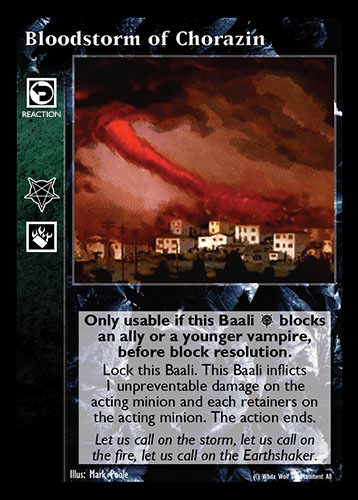 Bloodstorm of Chorazin
REACTION
Only usable if this Baali blocks
an ally or a younger vampire,
before block resolution.
Lock this Baali. This Baali inflicts
1 unpreventable damage on the
acting minion and each retainers on
the acting minion. The action ends.
Let us call on the storm, let us call on
the fire, let us call on the Earthshaker.
Illus: Mark Poole
(C) White Wolf Entertainment AB